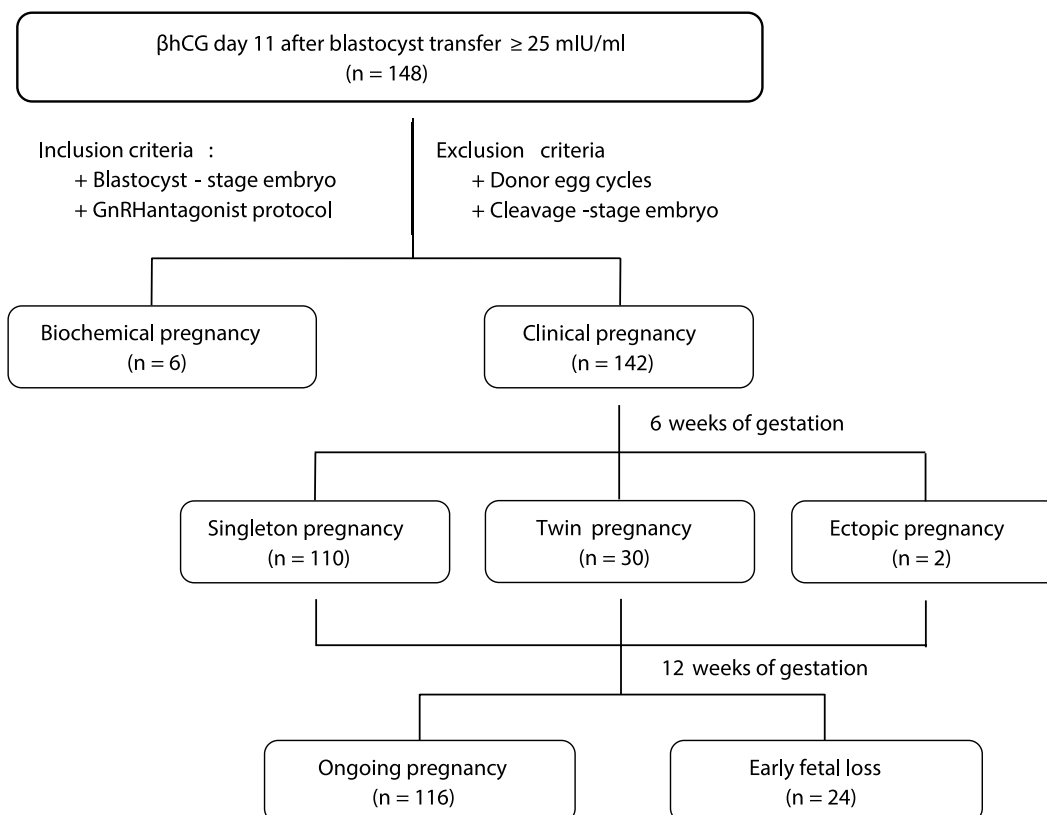 βhCG day 11 after blastocyst transfer ≥ 25 mIU/ml
(n = 148)
Inclusion criteria :
+ Blastocyst - stage embryo
+ GnRHantagonist protocol
Exclusion criteria
+ Donor egg cycles
+ Cleavage -stage embryo
Biochemical pregnancy
(n = 6)
Clinical pregnancy
(n = 142)
6 weeks of gestation
Singleton pregnancy
(n = 110)
Twin pregnancy
(n = 30)
Ectopic pregnancy
(n = 2)
12 weeks of gestation
Ongoing pregnancy
(n = 116)
Early fetal loss
(n = 24)